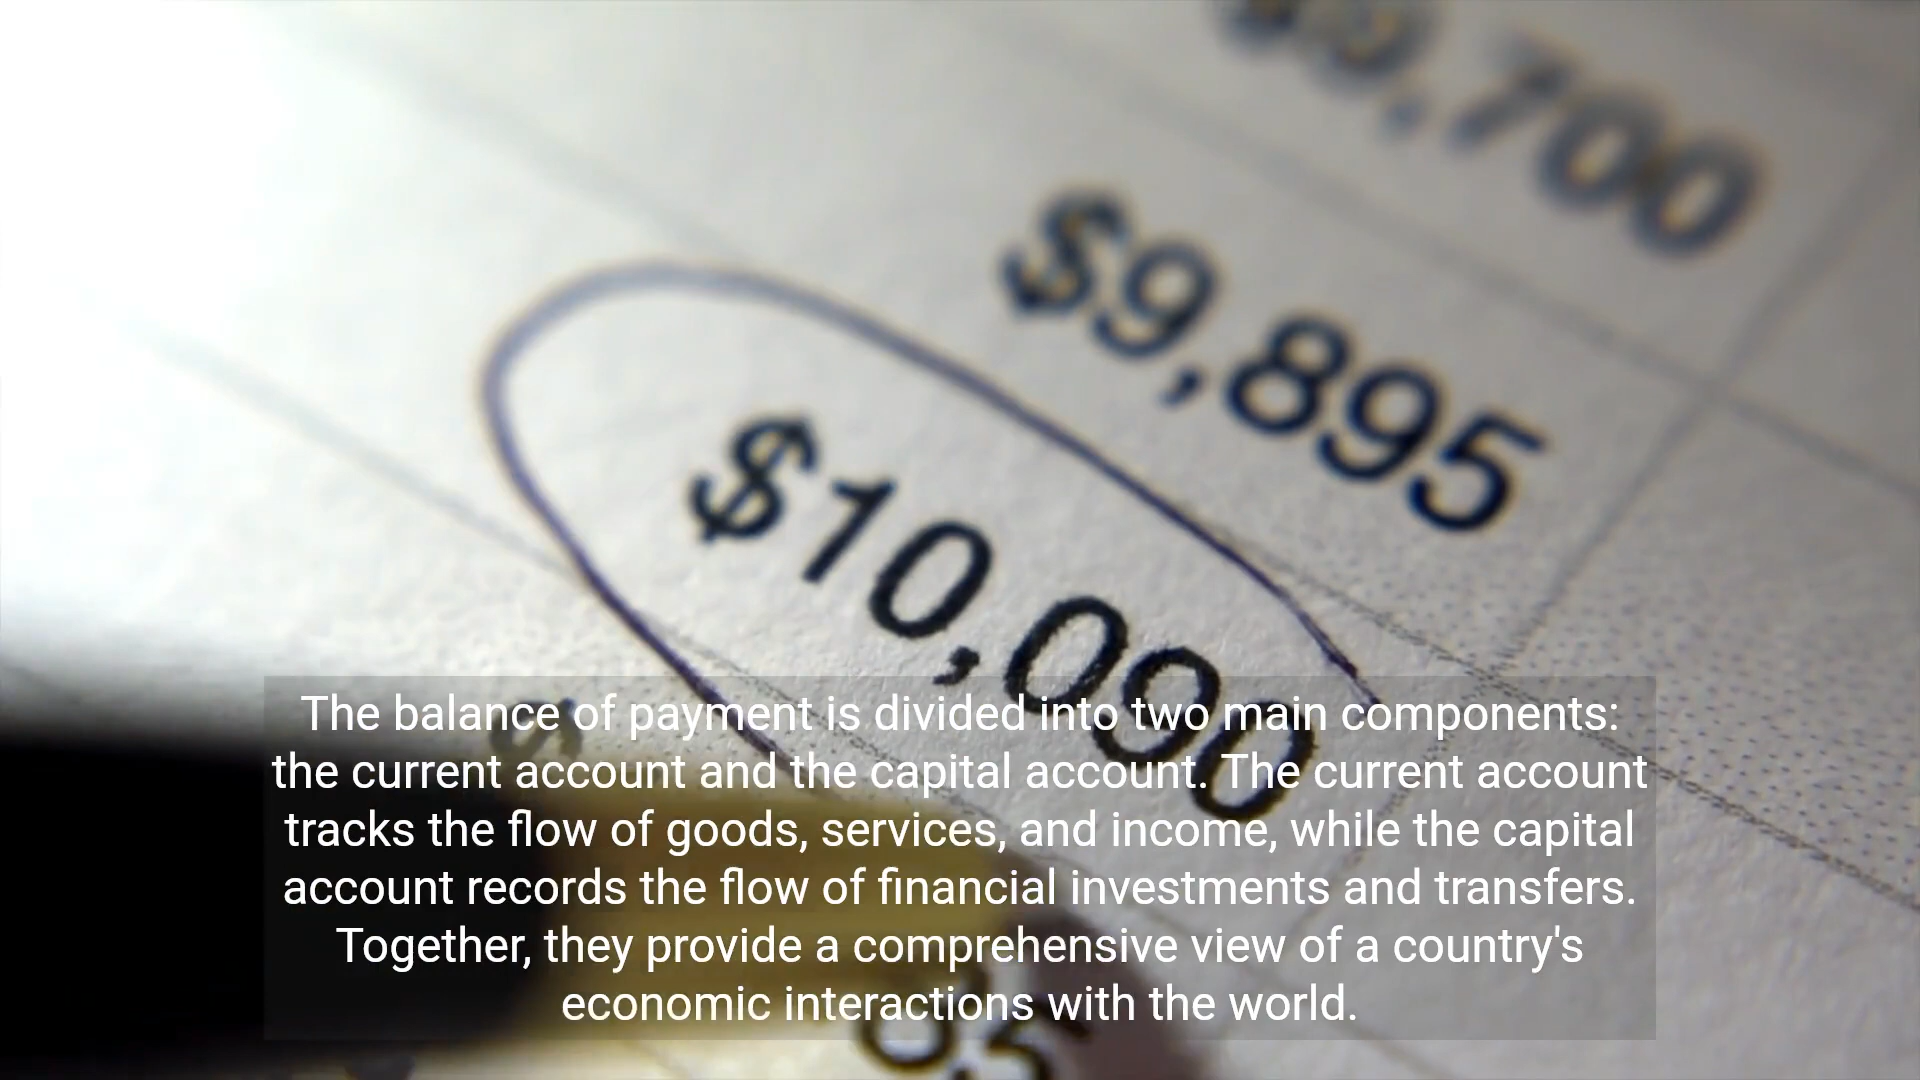 ,700
$9,895
$10,090
The balance of payment is divided into two main components:
the current account and the capital account. The current account
tracks the flow of goods, services, and income, while the capital
account records the flow of financial investments and transfers.
Together, they provide a comprehensive view of a country's
economic interactions with the world.